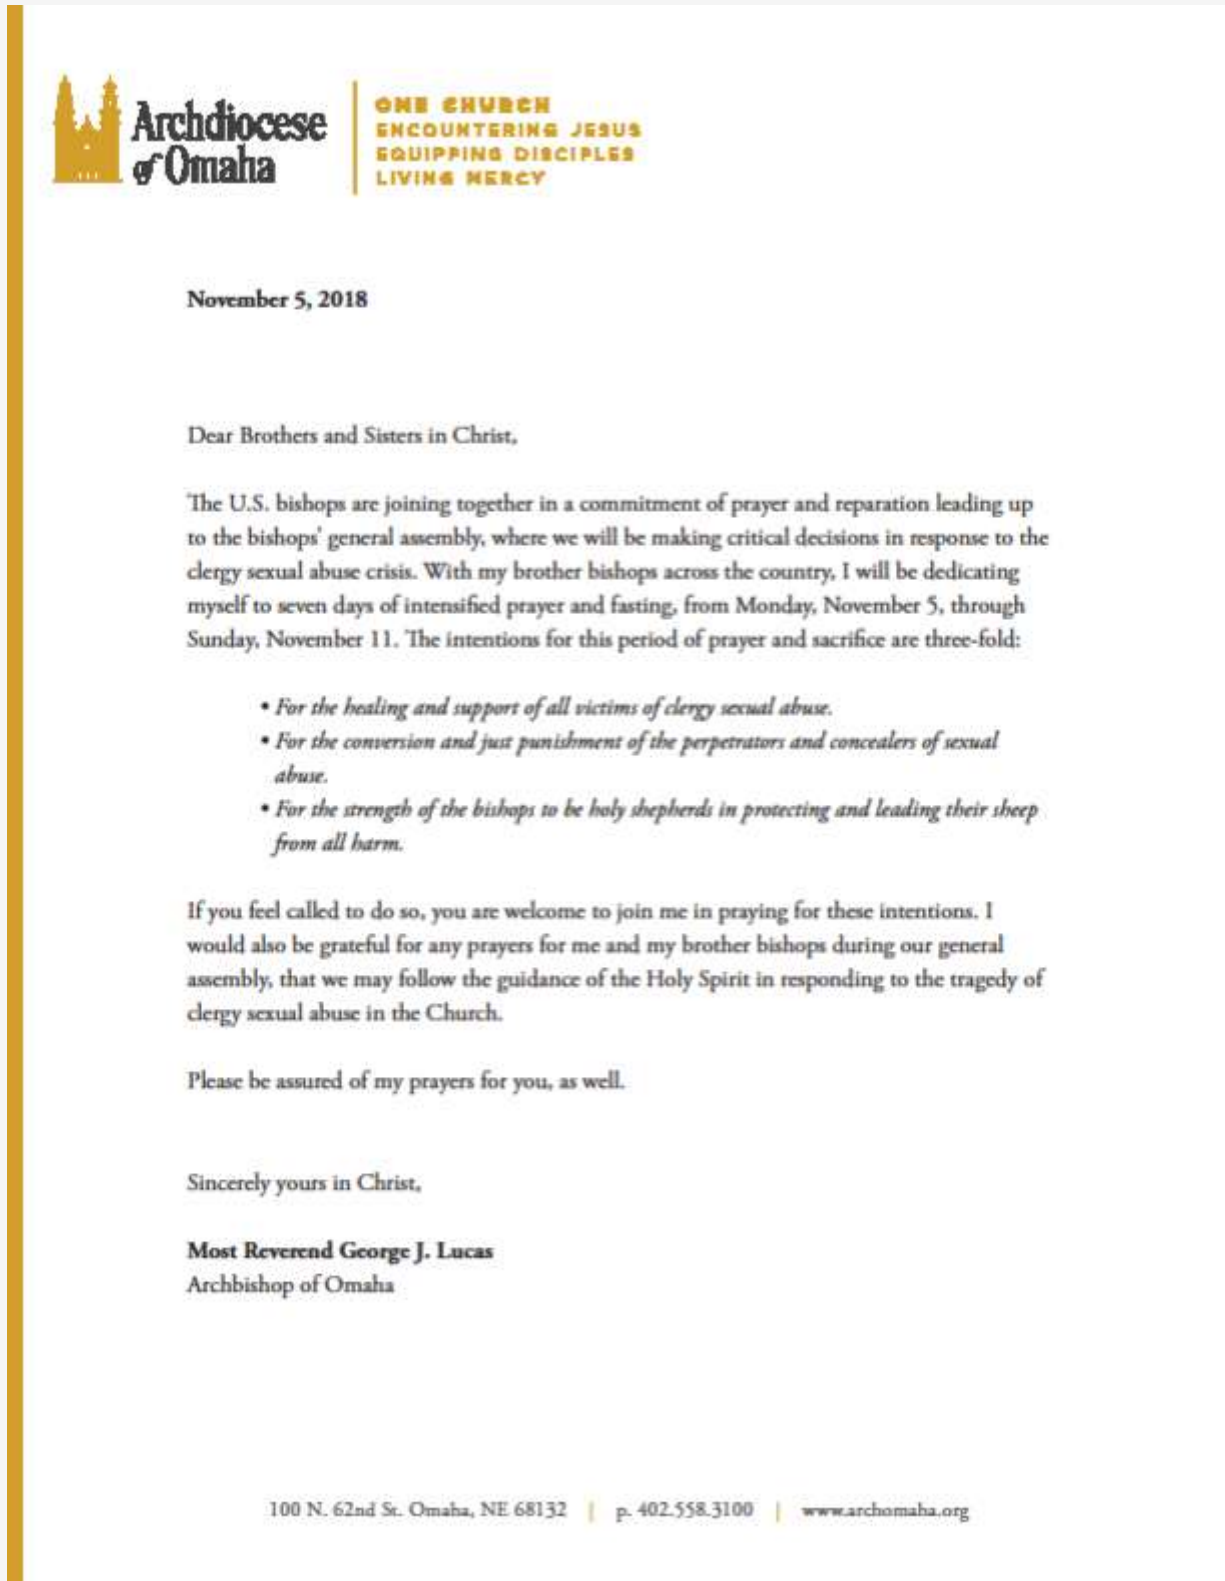 Archdiocese
of Omaha
ONE CHURCH
ENCOUNTERING JESUS
EQUIPPING DISCIPLES
LIVING MERCY
November 5, 2018
Dear Brothers and Sisters in Christ,
The U.S. bishops are joining together in a commitment of prayer and reparation leading up
to the bishops' general assembly, where we will be making critical decisions in response to the
clergy sexual abuse crisis. With my brother bishops across the country, I will be dedicating
myself to seven days of intensified prayer and fasting, from Monday, November 5, through
Sunday, November 11. The intentions for this period of prayer and sacrifice are three-fold:
• For the healing and support of all victims of clergy sexual abuse.
• For the conversion and just punishment of the perpetrators and concealers of sexual
abuse.
• For the strength of the bishops to be holy shepherds in protecting and leading their sheep
from all harm.
If you feel called to do so, you are welcome to join me in praying for these intentions. I
would also be grateful for any prayers for me and my brother bishops during our general
assembly, that we may follow the guidance of the Holy Spirit in responding to the tragedy of
clergy sexual abuse in the Church.
Please be assured of my prayers for you, as well.
Sincerely yours in Christ,
Most Reverend George J. Lucas
Archbishop of Omaha
100 N. 62nd St. Omaha, NE 68132 | p. 402.558.3100 | www.archomaha.org